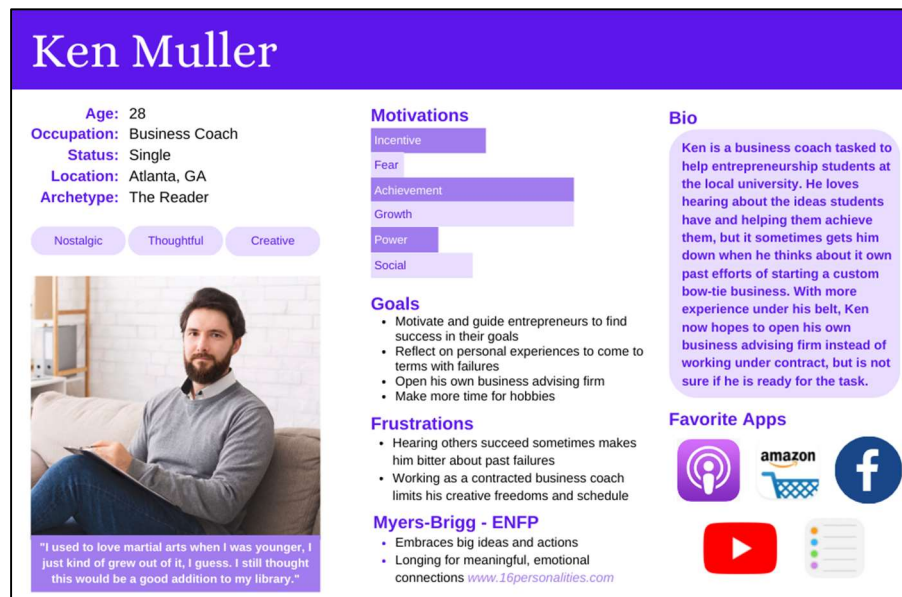 Ken Muller
Age: 28
Occupation: Business Coach
Status: Single
Location: Atlanta, GA
Archetype: The Reader
Nostalgic
Thoughtful
Creative
"I used to love martial arts when I was younger, I
just kind of grew out of it, I guess. I still thought
this would be a good addition to my library."
Motivations
Incentive
Fear
Achievement
Growth
Power
Social
Goals
• Motivate and guide entrepreneurs to find
success in their goals
• Reflect on personal experiences to come to
terms with failures
• Open his own business advising firm
• Make more time for hobbies
Frustrations
• Hearing others succeed sometimes makes
him bitter about past failures
• Working as a contracted business coach
limits his creative freedoms and schedule
Myers-Brigg - ENFP
• Embraces big ideas and actions
• Longing for meaningful, emotional
connections www.16personalities.com
Bio
Ken is a business coach tasked to
help entrepreneurship students at
the local university. He loves
hearing about the ideas students
have and helping them achieve
them, but it sometimes gets him
down when he thinks about it own
past efforts of starting a custom
bow-tie business. With more
experience under his belt, Ken
now hopes to open his own
business advising firm instead of
working under contract, but is not
sure if he is ready for the task.
Favorite Apps
amazon
f